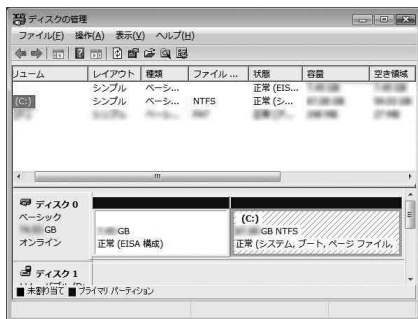 ディスクの管理
ファイル(F) 操作(A) 表示(V) ヘルプ(H)
リューム レイアウト 種類 ファイル ... 状態 容量 空き領域
シンプル ベーシ... 正常 (EIS...
(C:) シンプル ベーシ... NTFS 正常 (シ...
ディスク 0
ベーシック
GB
オンライン
GB
正常 (EISA 構成)
(C:)
GB NTFS
正常 (システム, ブート, ページ ファイル,
ディスク 1
未割り当て プライマリ パーティション